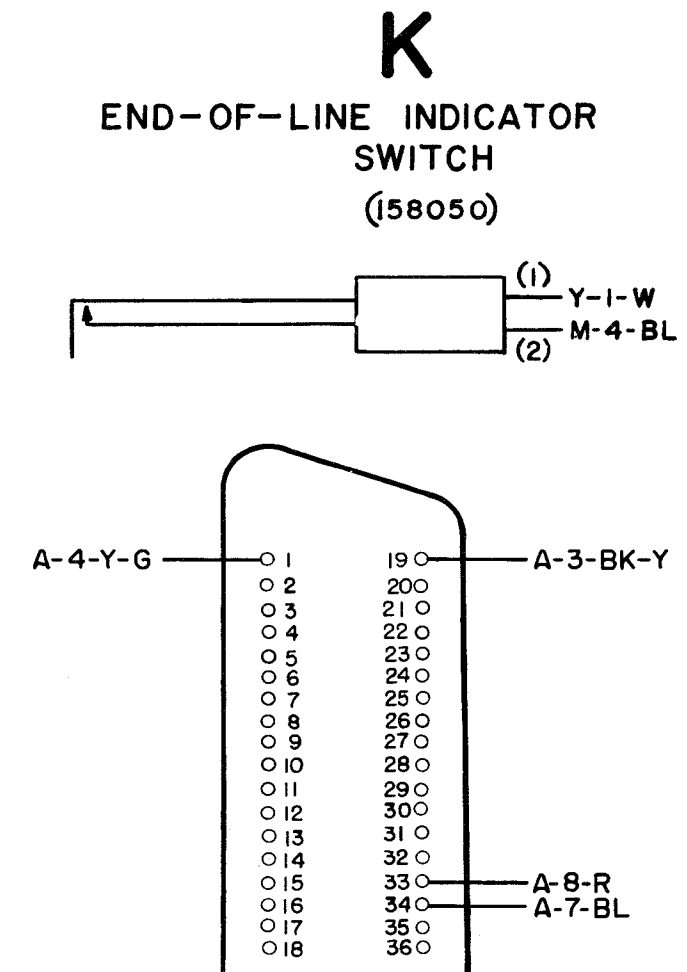 K
END-OF-LINE INDICATOR
SWITCH
(158050)
(1)
Y-1-W
M-4-BL
(2)
A-4-Y-G 1 19 A-3-BK-Y
2 20
3 21
4 22
5 23
6 24
7 25
8 26
9 27
10 28
11 29
12 30
13 31
14 32
15 33 A-8-R
16 34 A-7-BL
17 35
18 36